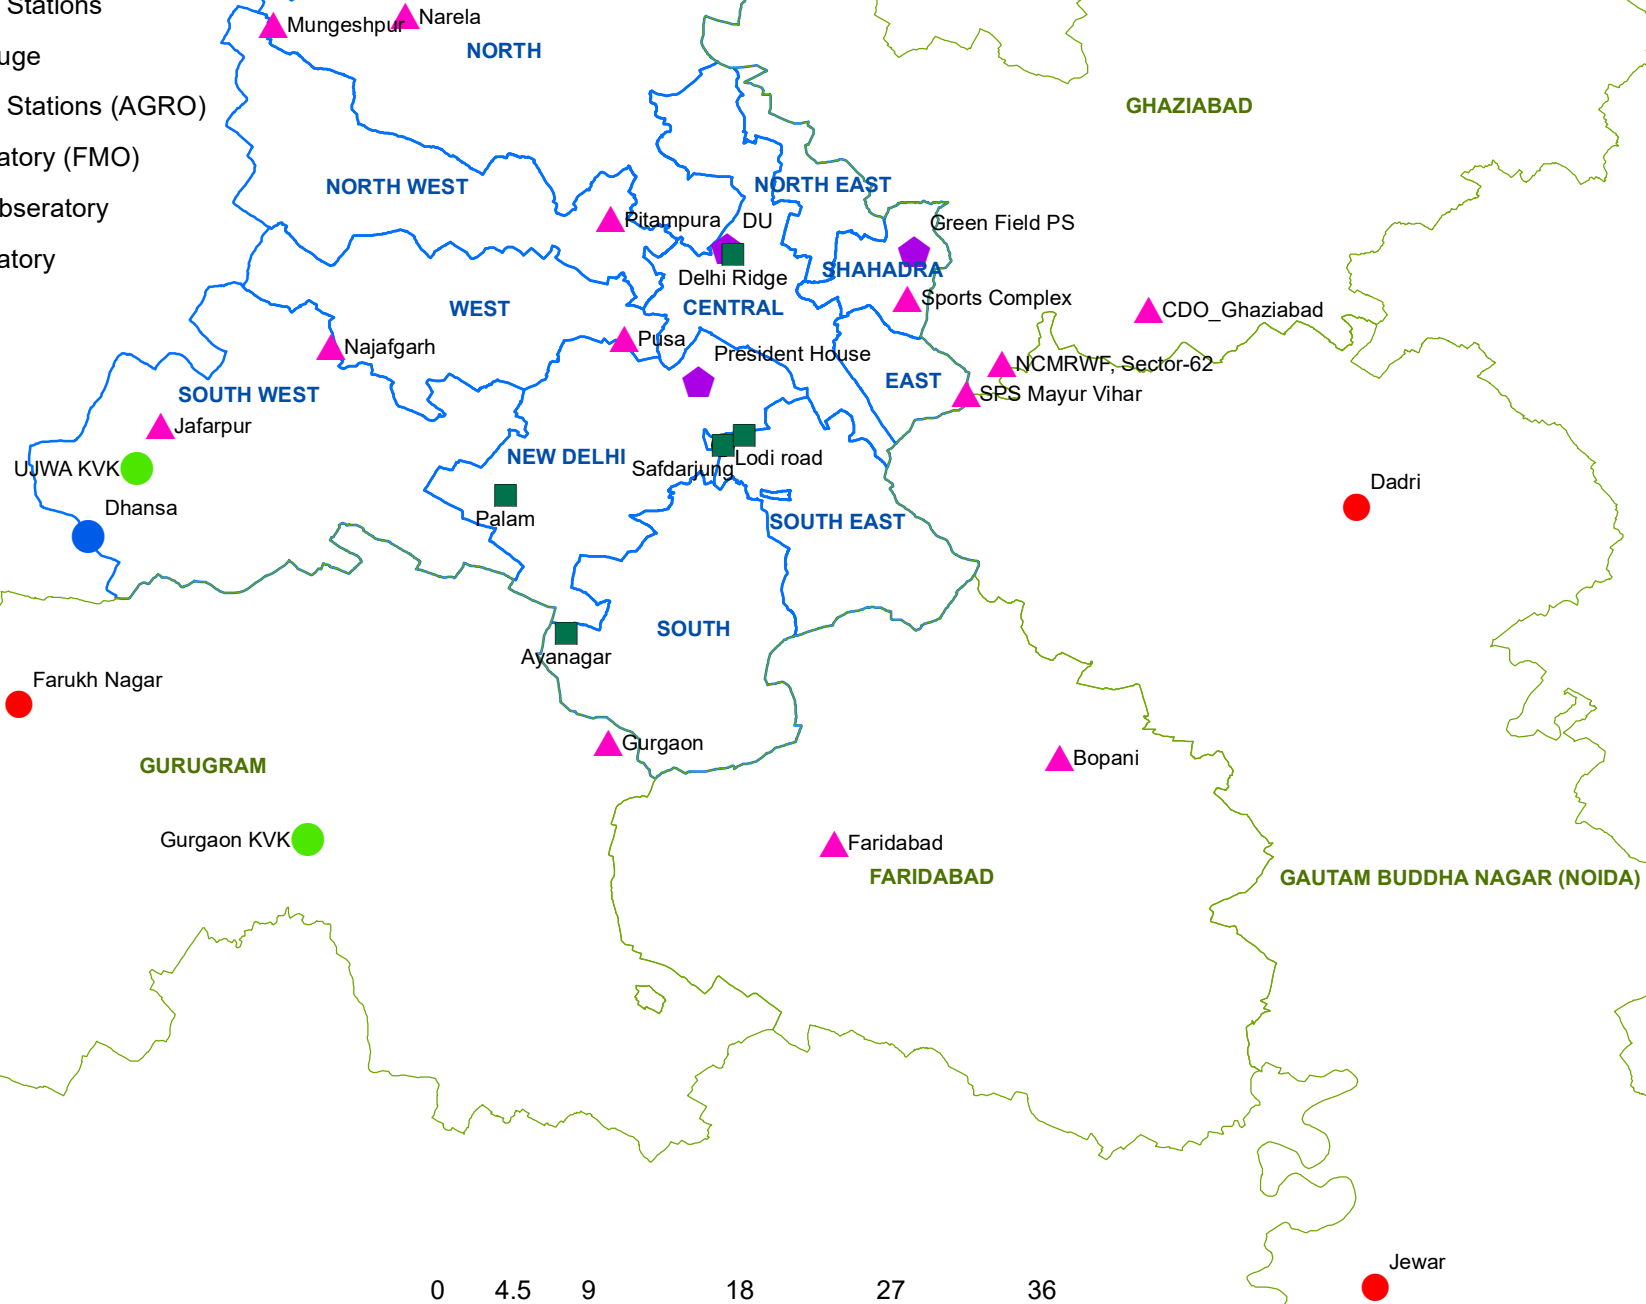 Stations
Narela
Mungeshpur
NORTH
uge
Stations (AGRO)
GHAZIABAD
atory (FMO)
NORTH WEST
NORTH EAST
bseratory
Pitampura
DU
Green Field PS
atory
SHAHADRA
Delhi Ridge
Sports Complex
WEST
CENTRAL
CDO_Ghaziabad
Najafgarh
Pusa
President House
NCMRWF, Sector-62
EAST
SPS Mayur Vihar
SOUTH WEST
Jafarpur
NEW DELHI
Lodi road
UJWA KVK
Safdarjung
Dadri
Dhansa
Palam
SOUTH EAST
SOUTH
Ayanagar
Farukh Nagar
Gurgaon
GURUGRAM
Bopani
Gurgaon KVK
Faridabad
FARIDABAD
GAUTAM BUDDHA NAGAR (NOIDA)
Jewar
0 4.5 9 18 27 36